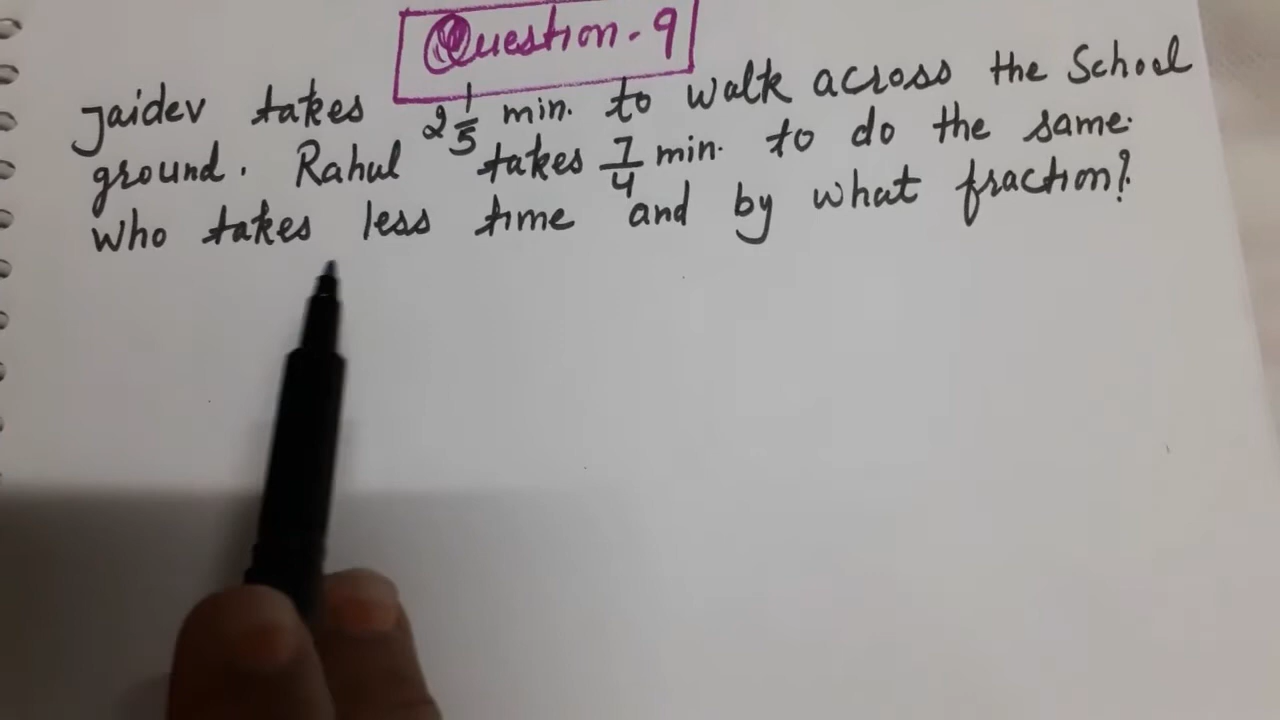 Question-9
Jaidev takes 2 1/5 min. to walk across the School
ground. Rahul takes 7/4 min. to do the same.
Who takes less time and by what fraction?